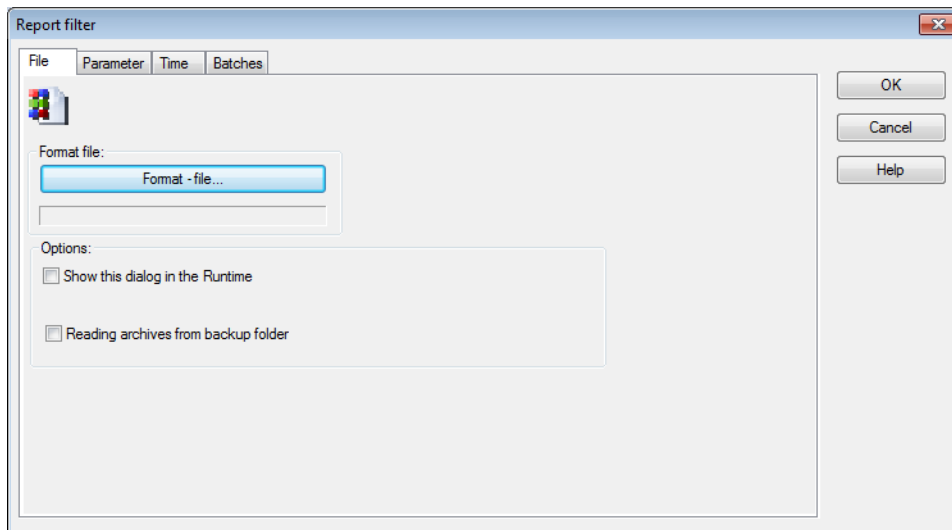 Report filter
File
Parameter
Time
Batches
OK
Cancel
Help
Format file:
Format - file...
Options:
Show this dialog in the Runtime
Reading archives from backup folder